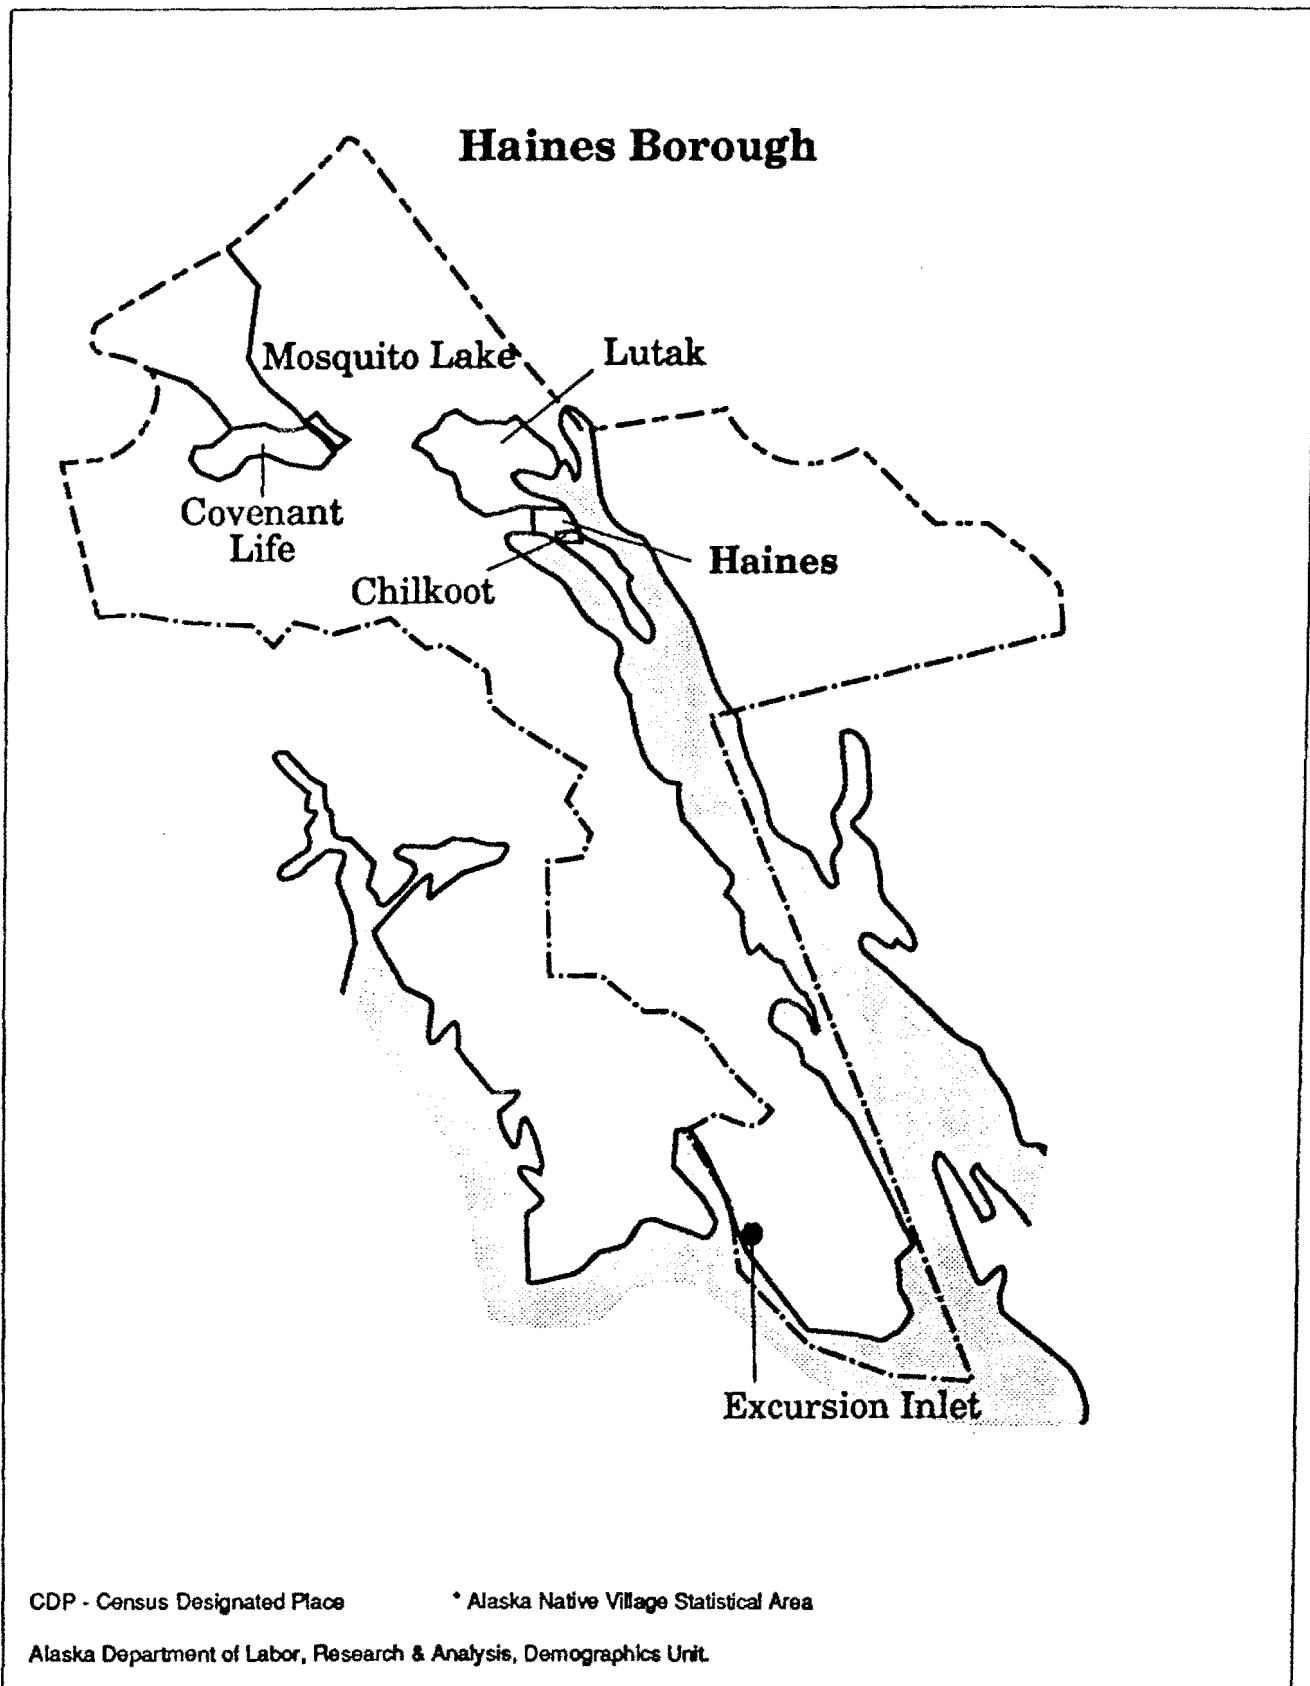 Haines Borough
Mosquito Lake
Lutak
Covenant
Life
Haines
Chilkoot
Excursion Inlet
CDP - Census Designated Place
* Alaska Native Village Statistical Area
Alaska Department of Labor, Research & Analysis, Demographics Unit.